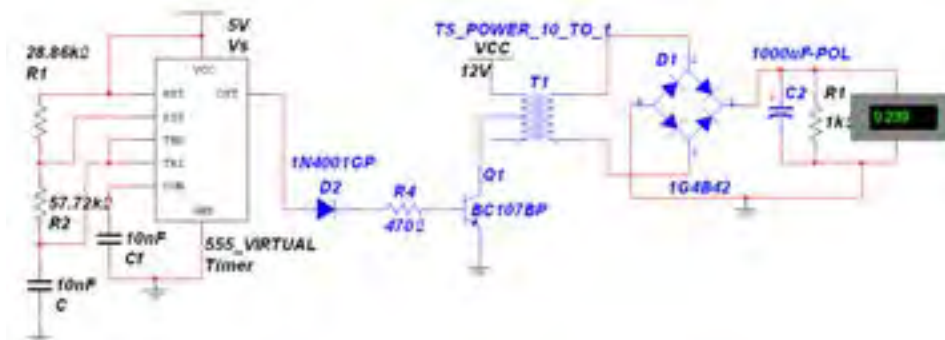 5V
Vs
28.86kΩ
R1
VCC
RST
OUT
DIS
THR
TRI
CON
GND
57.72kΩ
R2
10nF
C1
10nF
C
555_VIRTUAL
Timer
1N4001GP
D2
R4
470Ω
Q1
BC107BP
TS_POWER_10_TO_1
VCC
12V
T1
D1
1G4B42
1000uF-POL
C2
R1
1kΩ
0.239